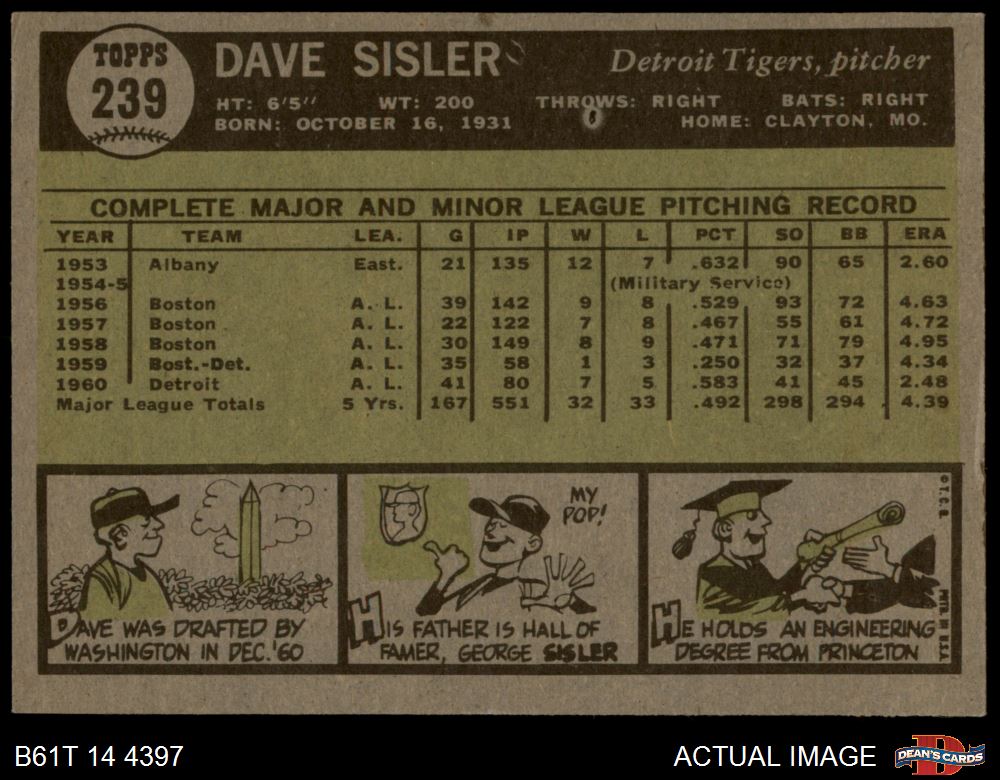 TOPPS
239
DAVE SISLER
Detroit Tigers, pitcher
HT: 6'5" WT: 200 THROWS: RIGHT BATS: RIGHT
BORN: OCTOBER 16, 1931 HOME: CLAYTON, MO.
COMPLETE MAJOR AND MINOR LEAGUE PITCHING RECORD
YEAR TEAM LEA. G IP W L PCT SO BB ERA
1953 Albany East. 21 135 12 7 .632 90 65 2.60
1954-5 (Military Service)
1956 Boston A. L. 39 142 9 8 .529 93 72 4.63
1957 Boston A. L. 22 122 7 8 .467 55 61 4.72
1958 Boston A. L. 30 149 8 9 .471 71 79 4.95
1959 Bost.-Det. A. L. 35 58 1 3 .250 32 37 4.34
1960 Detroit A. L. 41 80 7 5 .583 41 45 2.48
Major League Totals 5 Yrs. 167 551 32 33 .492 298 294 4.39
DAVE WAS DRAFTED BY
WASHINGTON IN DEC. '60
MY
POP!
HIS FATHER IS HALL OF
FAMER, GEORGE SISLER
HE HOLDS AN ENGINEERING
DEGREE FROM PRINCETON
© T.C.G.
PRTD. IN U.S.A.
B61T 14 4397
ACTUAL IMAGE
D
DEAN'S CARDS